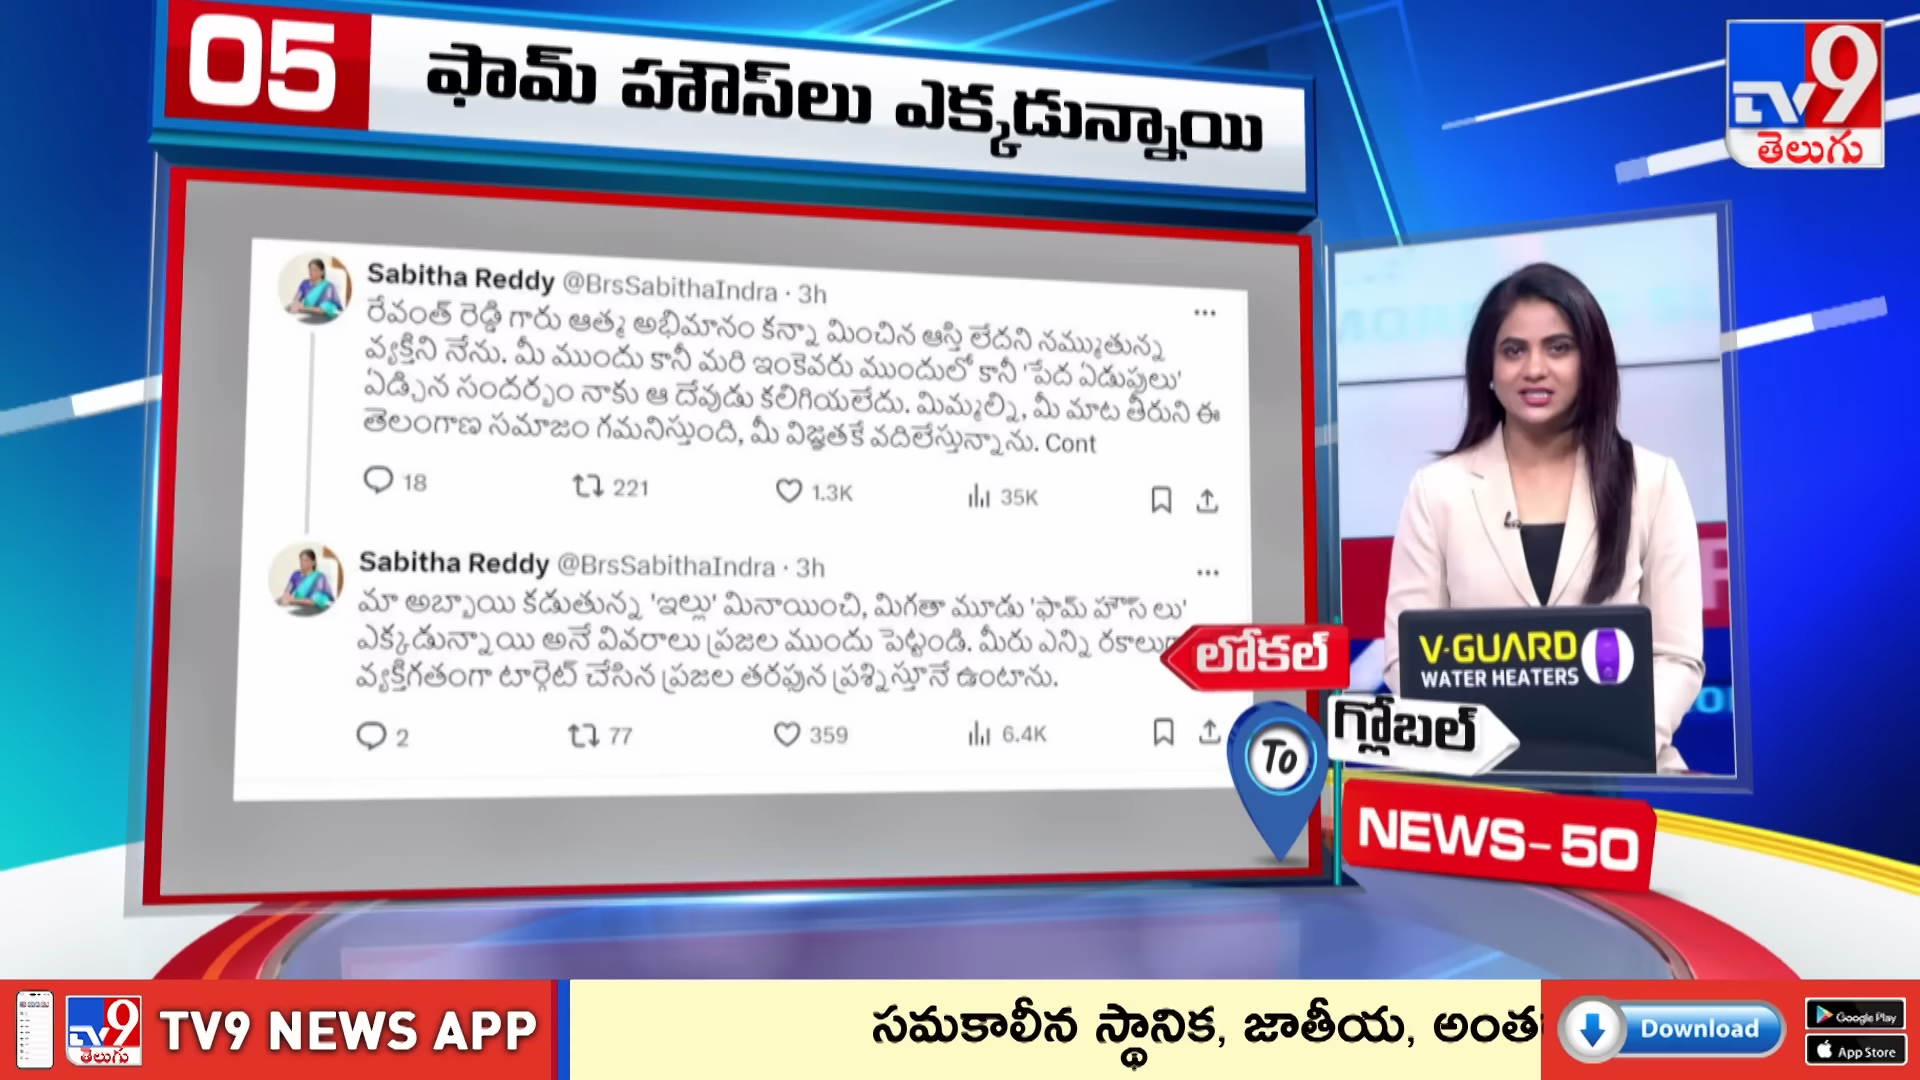 05
ఫామ్ హౌస్‌లు ఎక్కడున్నాయి
TV9
తెలుగు
Sabitha Reddy @BrsSabithaIndra · 3h
రేవంత్ రెడ్డి గారు ఆత్మ అభిమానం కన్నా మించిన ఆస్తి లేదని నమ్ముతున్న
వ్యక్తిని నేను. మీ ముందు కానీ మరి ఇంకెవరు ముందులో కానీ 'పేద ఏడుపులు'
ఏడ్చిన సందర్భం నాకు ఆ దేవుడు కలిగియలేదు. మిమ్మల్ని, మీ మాట తీరుని ఈ
తెలంగాణ సమాజం గమనిస్తుంది, మీ విజ్ఞతకే వదిలేస్తున్నాను. Cont
18 221 1.3K 35K
Sabitha Reddy @BrsSabithaIndra · 3h
మా అబ్బాయి కడుతున్న 'ఇల్లు' మినాయించి, మిగతా మూడు 'ఫామ్ హౌస్ లు'
ఎక్కడున్నాయి అనే వివరాలు ప్రజల ముందు పెట్టండి. మీరు ఎన్ని
వ్యక్తిగతంగా టార్గెట్ చేసిన ప్రజల తరఫున ప్రశ్నిస్తూనే ఉంటాను.
2 77 359 6.4K
లోకల్
To
గ్లోబల్
NEWS-50
V-GUARD
WATER HEATERS
TV9
తెలుగు
TV9 NEWS APP
సమకాలీన స్థానిక, జాతీయ,
Download
Google Play
App Store